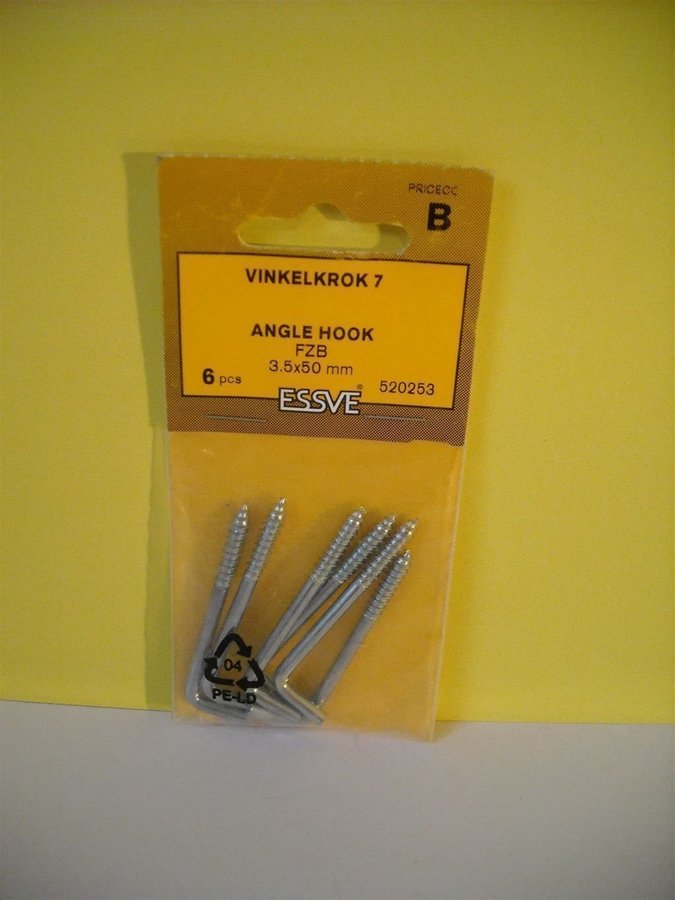 PRICECC
B
VINKELKROK 7
ANGLE HOOK
FZB
3.5x50 mm
6 pcs
520253
ESSVE®
04
PE-LD